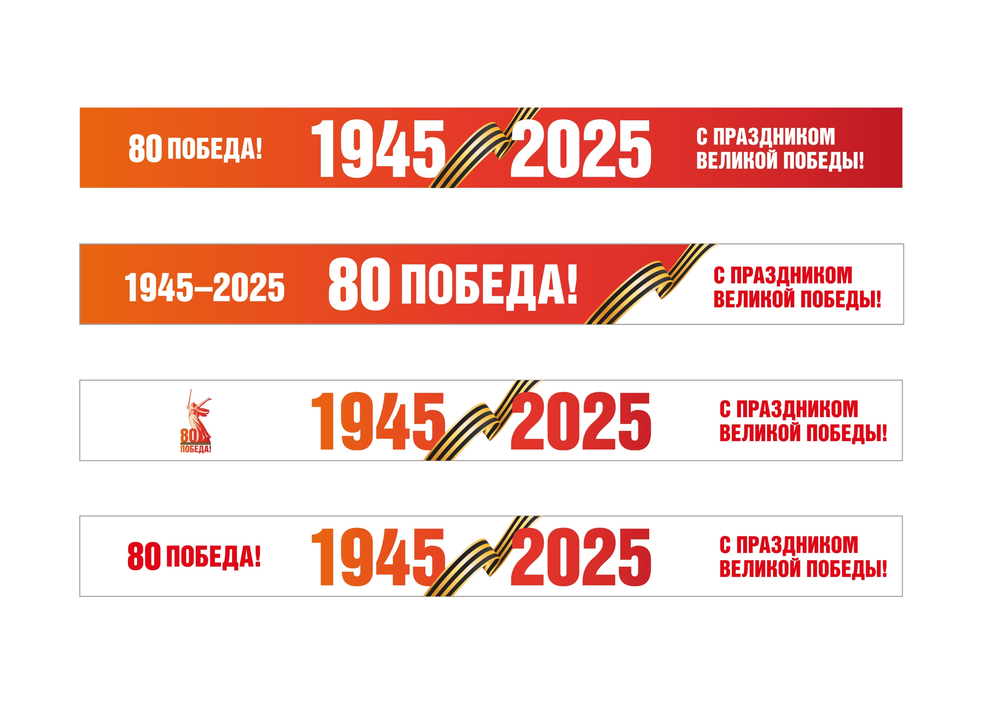 80 ПОБЕДА!
1945 2025
С ПРАЗДНИКОМ
ВЕЛИКОЙ ПОБЕДЫ!
1945–2025
80 ПОБЕДА!
С ПРАЗДНИКОМ
ВЕЛИКОЙ ПОБЕДЫ!
80
ПОБЕДА!
1945 2025
С ПРАЗДНИКОМ
ВЕЛИКОЙ ПОБЕДЫ!
80 ПОБЕДА!
1945 2025
С ПРАЗДНИКОМ
ВЕЛИКОЙ ПОБЕДЫ!